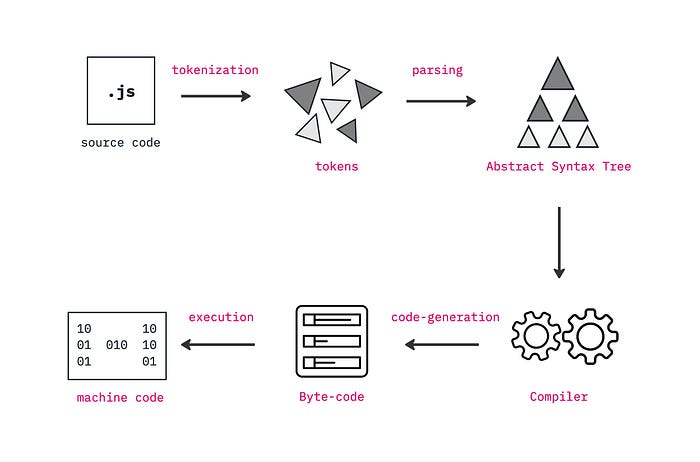 tokenization
parsing
.js
source code
tokens
Abstract Syntax Tree
execution
code-generation
10 10
01 010 10
01 01
machine code
Byte-code
Compiler